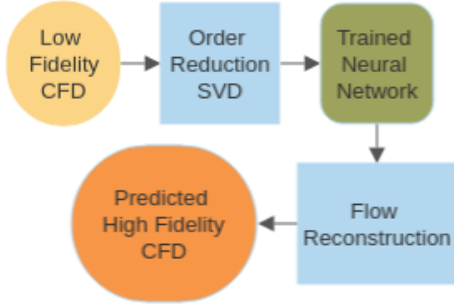 Low
Fidelity
CFD
Order
Reduction
SVD
Trained
Neural
Network
Flow
Reconstruction
Predicted
High Fidelity
CFD